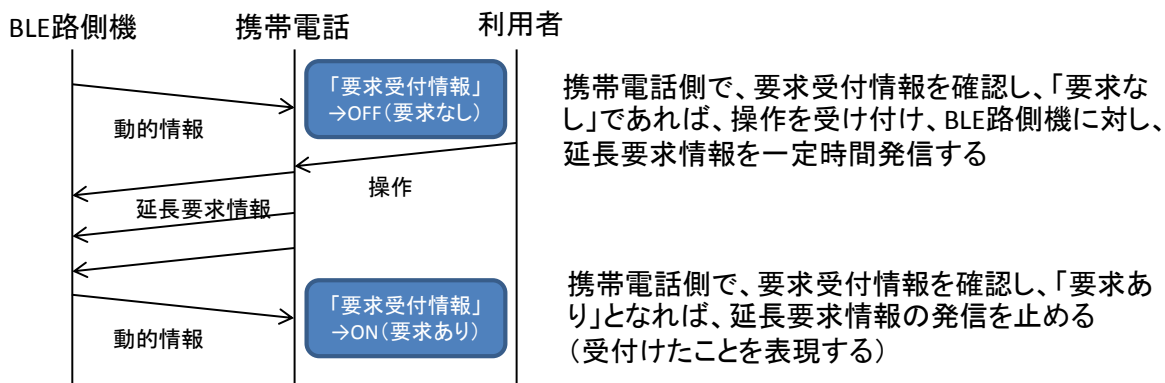 BLE路側機
携帯電話
利用者
「要求受付情報」
→OFF(要求なし)
動的情報
携帯電話側で、要求受付情報を確認し、「要求な
し」であれば、操作を受け付け、BLE路側機に対し、
延長要求情報を一定時間発信する
操作
延長要求情報
「要求受付情報」
→ON(要求あり)
動的情報
携帯電話側で、要求受付情報を確認し、「要求あ
り」となれば、延長要求情報の発信を止める
(受付けたことを表現する)